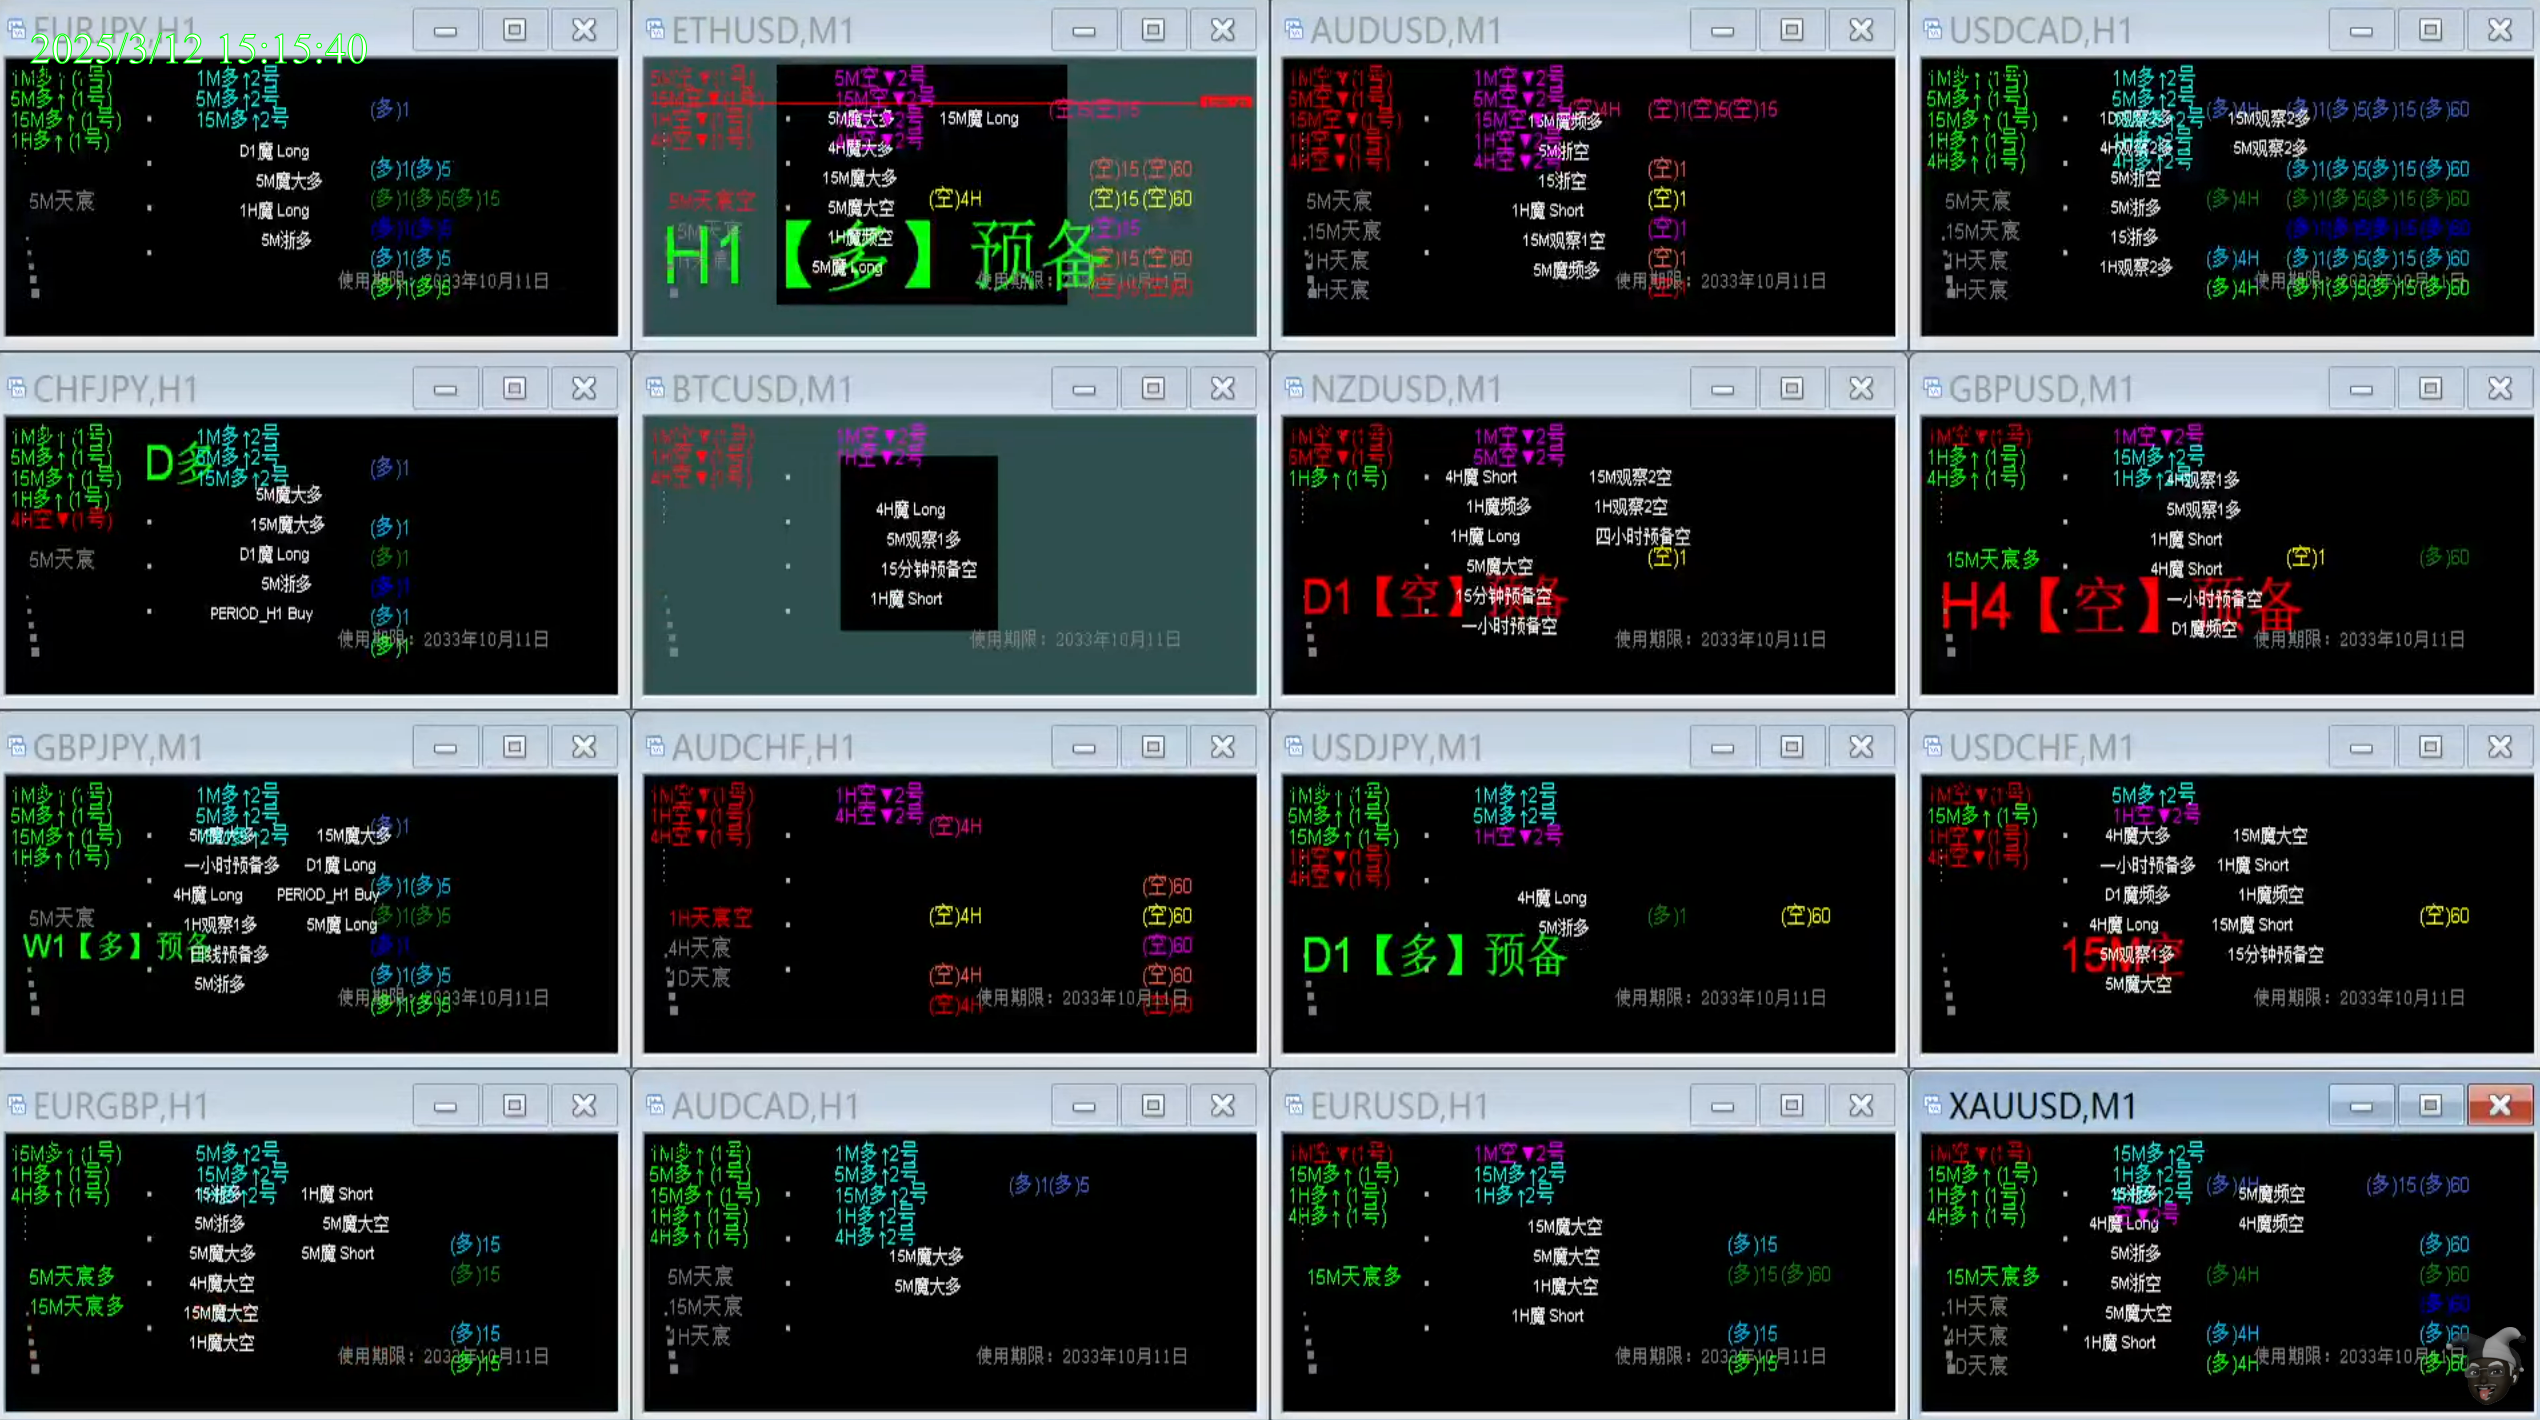 2025/3/12 15:15:40
EURJPY,H1
1M多↑(1号)
5M多↑(1号)
15M多↑(1号)
1H多↑(1号)
1M多↑2号
5M多↑2号
15M多↑2号
(多)1
D1魔 Long
5M魔大多
1H魔 Long
5M浙多
5M天宸
(多)1(多)5
(多)1(多)5(多)15
(多)1(多)5
(多)1(多)5
(多)1(多)5
使用期限：2033年10月11日
ETHUSD,M1
5M空▼(1号)
15M空▼(1号)
1H空▼(1号)
4H空▼(1号)
5M空▼2号
15M空▼2号
4H空▼2号
5M魔大多
15M魔 Long
4H魔大多
15M魔大多
5M魔大空
1H魔频空
5M魔 Long
5M天宸空
(空)4H
(空)15(空)60
(空)15(空)60
(空)15
(空)15(空)60
H1【多】预备
AUDUSD,M1
1M空▼(1号)
5M空▼(1号)
15M空▼(1号)
1H空▼(1号)
4H空▼(1号)
1M空▼2号
5M空▼2号
15M空▼2号
1H空▼2号
4H空▼2号
(空)4H
(空)1(空)5(空)15
15M魔频多
5M浙空
15浙空
1H魔 Short
15M观察1空
5M魔频多
5M天宸
15M天宸
1H天宸
4H天宸
(空)1
(空)1
(空)1
(空)1
使用期限：2033年10月11日
USDCAD,H1
1M多↑(1号)
5M多↑(1号)
15M多↑(1号)
1H多↑(1号)
4H多↑(1号)
1M多↑2号
5M多↑2号
4H多↑2号
(多)4H
(多)1(多)5(多)15(多)60
15M观察2多
4H观察2多
5M观察2多
5M浙空
5M浙多
15浙多
1H观察2多
5M天宸
15M天宸
1H天宸
4H天宸
(多)1(多)5(多)15(多)60
(多)4H
(多)1(多)5(多)15(多)60
(多)1(多)5(多)15(多)60
(多)4H
(多)1(多)5(多)15(多)60
(多)4H
(多)1(多)5(多)15(多)60
CHFJPY,H1
1M多↑(1号)
5M多↑(1号)
15M多↑(1号)
1H多↑(1号)
4H空▼(1号)
D多
1M多↑2号
5M多↑2号
15M多↑2号
(多)1
5M魔大多
15M魔大多
D1魔 Long
5M浙多
PERIOD_H1 Buy
5M天宸
(多)1
(多)1
(多)1
(多)1
(多)1
使用期限：2033年10月11日
BTCUSD,M1
1M空▼(1号)
1H空▼(1号)
4H空▼(1号)
1M空▼2号
1H空▼2号
4H魔 Long
5M观察1多
15分钟预备空
1H魔 Short
使用期限：2033年10月11日
NZDUSD,M1
1M空▼(1号)
5M空▼(1号)
1H多↑(1号)
1M空▼2号
5M空▼2号
4H魔 Short
15M观察2空
1H魔频多
1H观察2空
1H魔 Long
四小时预备空
5M魔大空
(空)1
15分钟预备空
一小时预备空
D1【空】预备
使用期限：2033年10月11日
GBPUSD,M1
1M空▼(1号)
1H多↑(1号)
4H多↑(1号)
1M空▼2号
15M多↑2号
1H多↑2号
4H观察1多
5M观察1多
1H魔 Short
4H魔 Short
一小时预备空
D1魔频空
15M天宸多
(空)1
(多)60
H4【空】预备
使用期限：2033年10月11日
GBPJPY,M1
1M多↑(1号)
5M多↑(1号)
15M多↑(1号)
1H多↑(1号)
1M多↑2号
5M多↑2号
15M多↑2号
(多)1
5M魔大多
15M魔大多
一小时预备多
D1魔 Long
4H魔 Long
PERIOD_H1 Buy
1H观察1多
5M魔 Long
日线预备多
5M浙多
5M天宸
W1【多】预备
(多)1(多)5
(多)1(多)5
(多)1
(多)1(多)5
(多)1(多)5
使用期限：2033年10月11日
AUDCHF,H1
1M空▼(1号)
1H空▼(1号)
4H空▼(1号)
1H空▼2号
4H空▼2号
(空)4H
1H天宸空
4H天宸
1D天宸
(空)60
(空)4H
(空)60
(空)60
(空)4H
(空)60
(空)4H
(空)60
使用期限：2033年10月11日
USDJPY,M1
1M多↑(1号)
5M多↑(1号)
15M多↑(1号)
1H空▼(1号)
4H空▼(1号)
1M多↑2号
5M多↑2号
1H空▼2号
4H魔 Long
5M浙多
(多)1
(空)60
D1【多】预备
使用期限：2033年10月11日
USDCHF,M1
1M空▼(1号)
15M多↑(1号)
1H空▼(1号)
4H空▼(1号)
5M多↑2号
1H空▼2号
4H魔大多
15M魔大空
一小时预备多
1H魔 Short
D1魔频多
1H魔频空
4H魔 Long
15M魔 Short
5M观察1多
15分钟预备空
5M魔大空
15M空
(空)60
使用期限：2033年10月11日
EURGBP,H1
15M多↑(1号)
1H多↑(1号)
4H多↑(1号)
5M多↑2号
15M多↑2号
15浙多
1H魔 Short
5M浙多
5M魔大空
5M魔大多
5M魔 Short
4H魔大空
15M魔大空
1H魔大空
5M天宸多
15M天宸多
(多)15
(多)15
(多)15
(多)15
使用期限：2033年10月11日
AUDCAD,H1
1M多↑(1号)
5M多↑(1号)
15M多↑(1号)
1H多↑(1号)
4H多↑(1号)
1M多↑2号
5M多↑2号
15M多↑2号
1H多↑2号
4H多↑2号
(多)1(多)5
15M魔大多
5M魔大多
5M天宸
15M天宸
1H天宸
使用期限：2033年10月11日
EURUSD,H1
1M空▼(1号)
15M多↑(1号)
1H多↑(1号)
4H多↑(1号)
1M空▼2号
15M多↑2号
1H多↑2号
15M魔大空
5M魔大空
1H魔大空
1H魔 Short
15M天宸多
(多)15
(多)15(多)60
(多)15
(多)15
使用期限：2033年10月11日
XAUUSD,M1
1M空▼(1号)
15M多↑(1号)
1H多↑(1号)
4H多↑(1号)
15M多↑2号
1H多↑2号
(多)4H
(多)15(多)60
15浙多
5M魔频空
4H魔 Long
4H魔频空
5M浙多
5M浙空
5M魔大空
1H魔 Short
15M天宸多
1H天宸
4H天宸
1D天宸
(多)60
(多)4H
(多)60
(多)60
(多)4H
(多)60
(多)4H
(多)60
使用期限：2033年10月11日